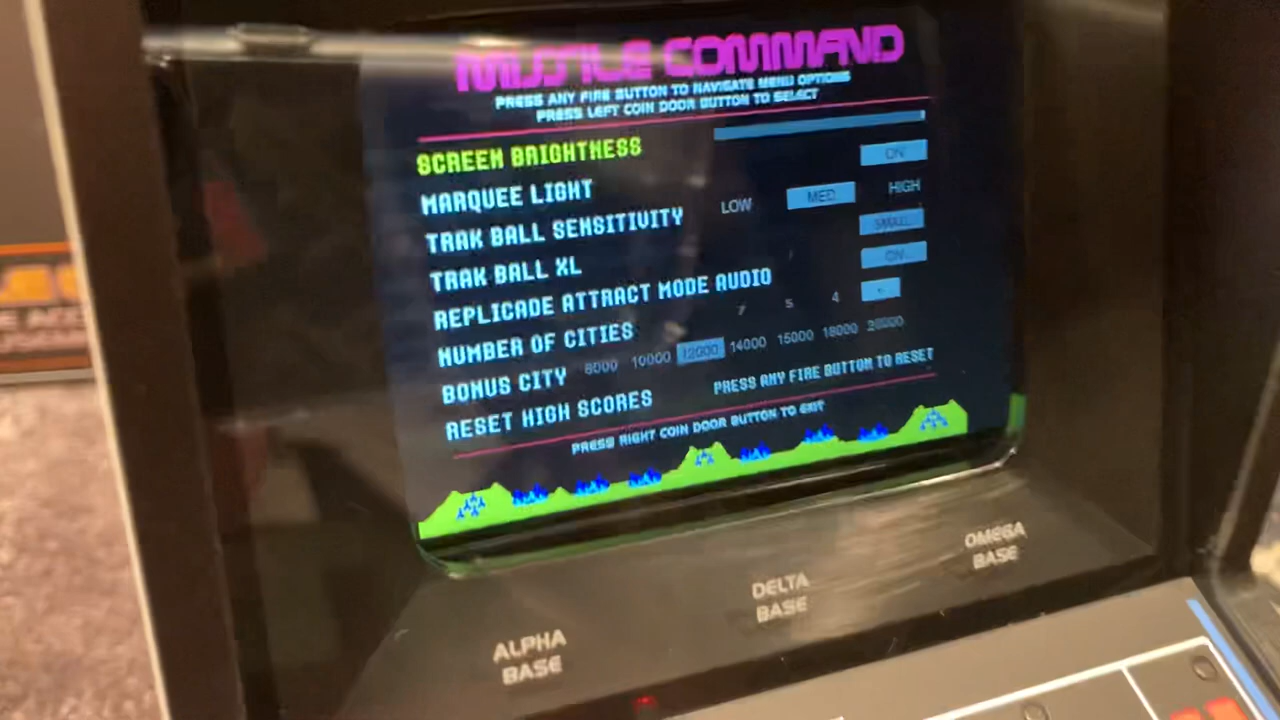 MISSILE COMMAND
PRESS ANY FIRE BUTTON TO NAVIGATE MENU OPTIONS
PRESS LEFT COIN DOOR BUTTON TO SELECT
SCREEN BRIGHTNESS
MARQUEE LIGHT ON
TRAK BALL SENSITIVITY LOW MED HIGH
TRAK BALL XL SMALL
REPLICADE ATTRACT MODE AUDIO ON
NUMBER OF CITIES 7 5 4
BONUS CITY 8000 10000 12000 14000 15000 18000 20000
RESET HIGH SCORES PRESS ANY FIRE BUTTON TO RESET
PRESS RIGHT COIN DOOR BUTTON TO EXIT
ALPHA BASE
DELTA BASE
OMEGA BASE